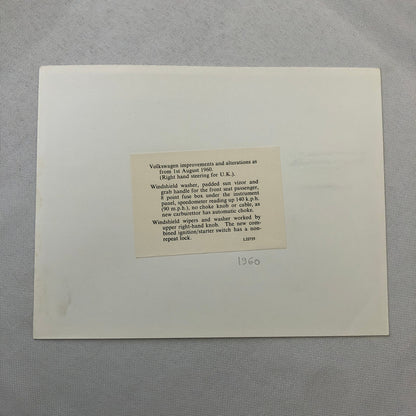 Volkswagen improvements and alterations as
from 1st August 1960.
(Right hand steering for U.K.).
Windshield washer, padded sun vizor and
grab handle for the front seat passenger,
8 point fuse box under the instrument
panel, speedometer reading up 140 k.p.h.
(90 m.p.h.), no choke knob or cable, as
new carburettor has automatic choke.
Windshield wipers and washer worked by
upper right-hand knob. The new com-
bined ignition/starter switch has a non-
repeat lock.
1960